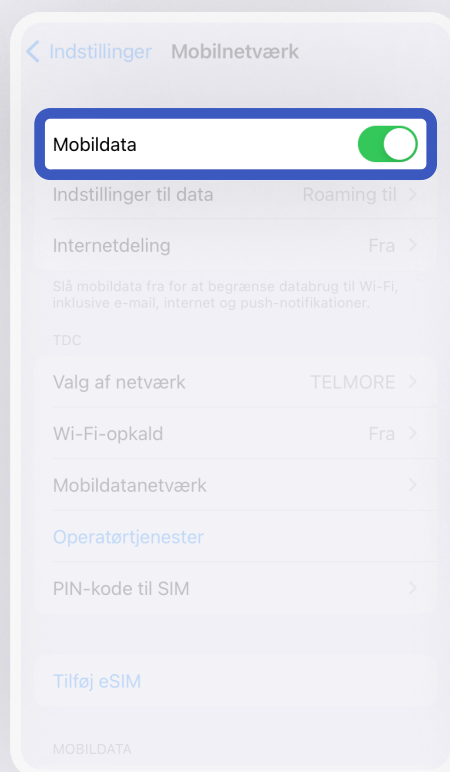 Indstillinger Mobilnetværk
Mobildata
Indstillinger til data Roaming til
Internetdeling Fra
Slå mobildata fra for at begrænse databrug til Wi-Fi,
inklusive e-mail, internet og push-notifikationer.
TDC
Valg af netværk TELMORE
Wi-Fi-opkald Fra
Mobildatanetværk
Operatørtjenester
PIN-kode til SIM
Tilføj eSIM
MOBILDATA